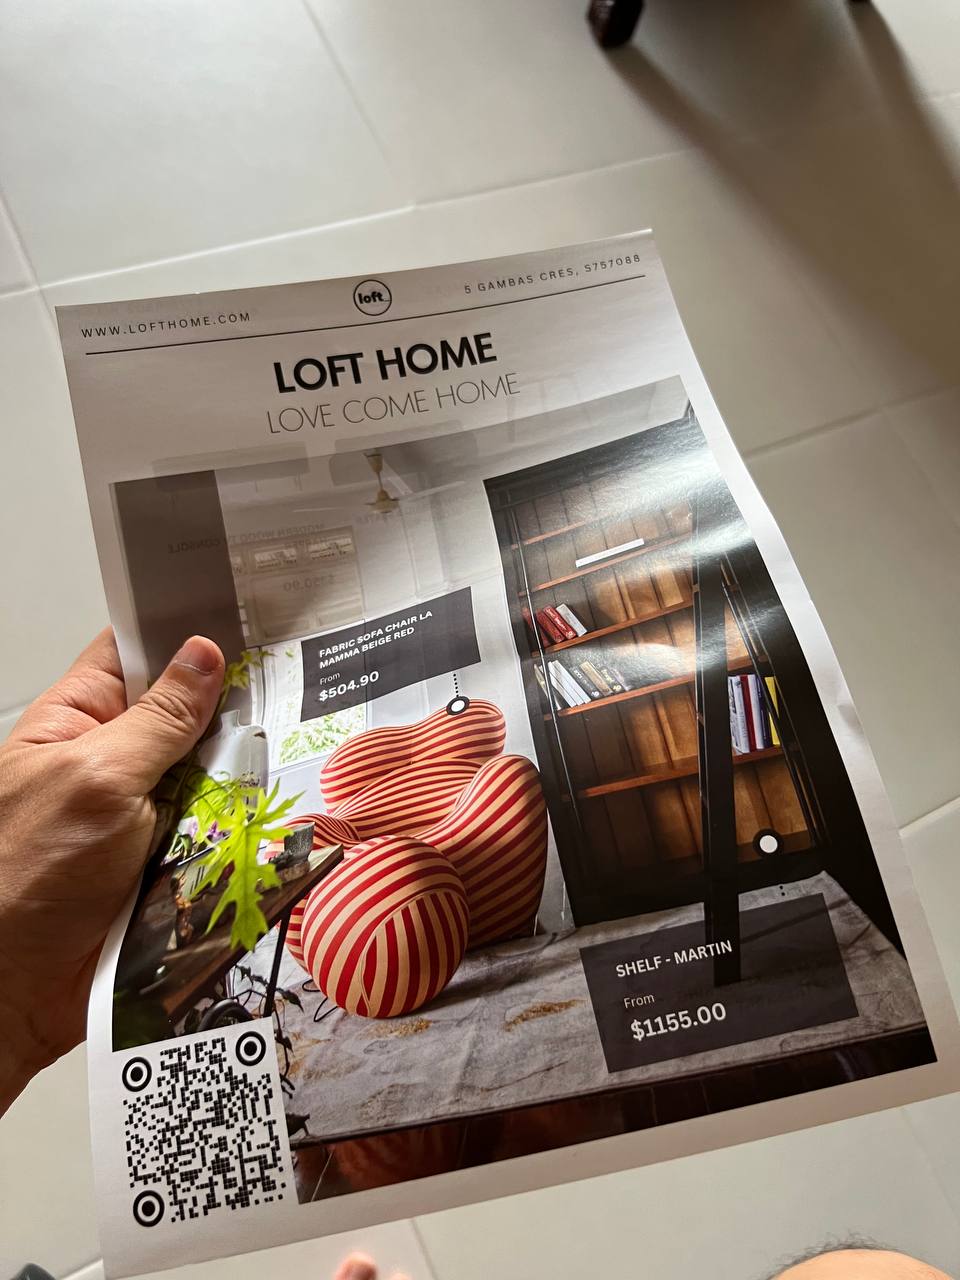 WWW.LOFTHOME.COM
loft.
5 GAMBAS CRES, S757088
LOFT HOME
LOVE COME HOME
FABRIC SOFA CHAIR LA
MAMMA BEIGE RED
From
$504.90
SHELF - MARTIN
From
$1155.00